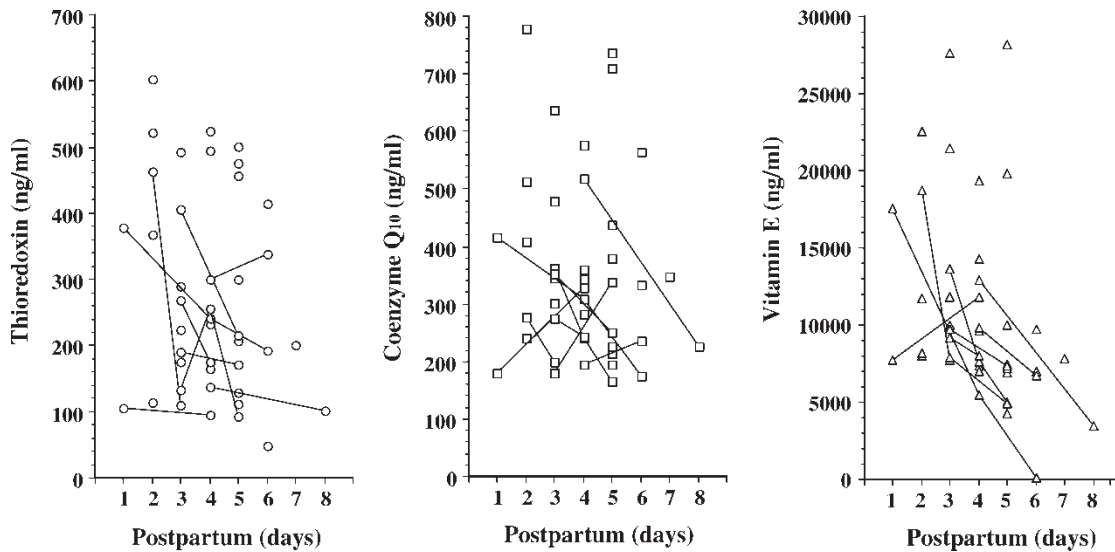 Thioredoxin (ng/ml)
700
600
500
400
300
200
100
0
1 2 3 4 5 6 7 8
Postpartum (days)
Coenzyme Q10 (ng/ml)
800
700
600
500
400
300
200
100
0
1 2 3 4 5 6 7 8
Postpartum (days)
Vitamin E (ng/ml)
30000
25000
20000
15000
10000
5000
0
1 2 3 4 5 6 7 8
Postpartum (days)